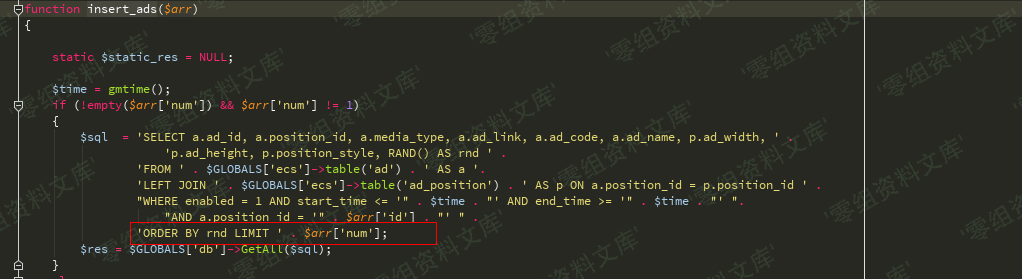 function insert_ads($arr)
{
static $static_res = NULL;
$time = gmtime();
if (!empty($arr['num']) && $arr['num'] != 1)
{
$sql  = 'SELECT a.ad_id, a.position_id, a.media_type, a.ad_link, a.ad_code, a.ad_name, p.ad_width, ' .
'p.ad_height, p.position_style, RAND() AS rnd ' .
'FROM ' . $GLOBALS['ecs']->table('ad') . ' AS a '.
'LEFT JOIN ' . $GLOBALS['ecs']->table('ad_position') . ' AS p ON a.position_id = p.position_id ' .
"WHERE enabled = 1 AND start_time <= '" . $time . "' AND end_time >= '" . $time . "' ".
"AND a.position_id = '" . $arr['id'] . "' " .
'ORDER BY rnd LIMIT ' . $arr['num'];
$res = $GLOBALS['db']->GetAll($sql);
}
'零组资料文库'